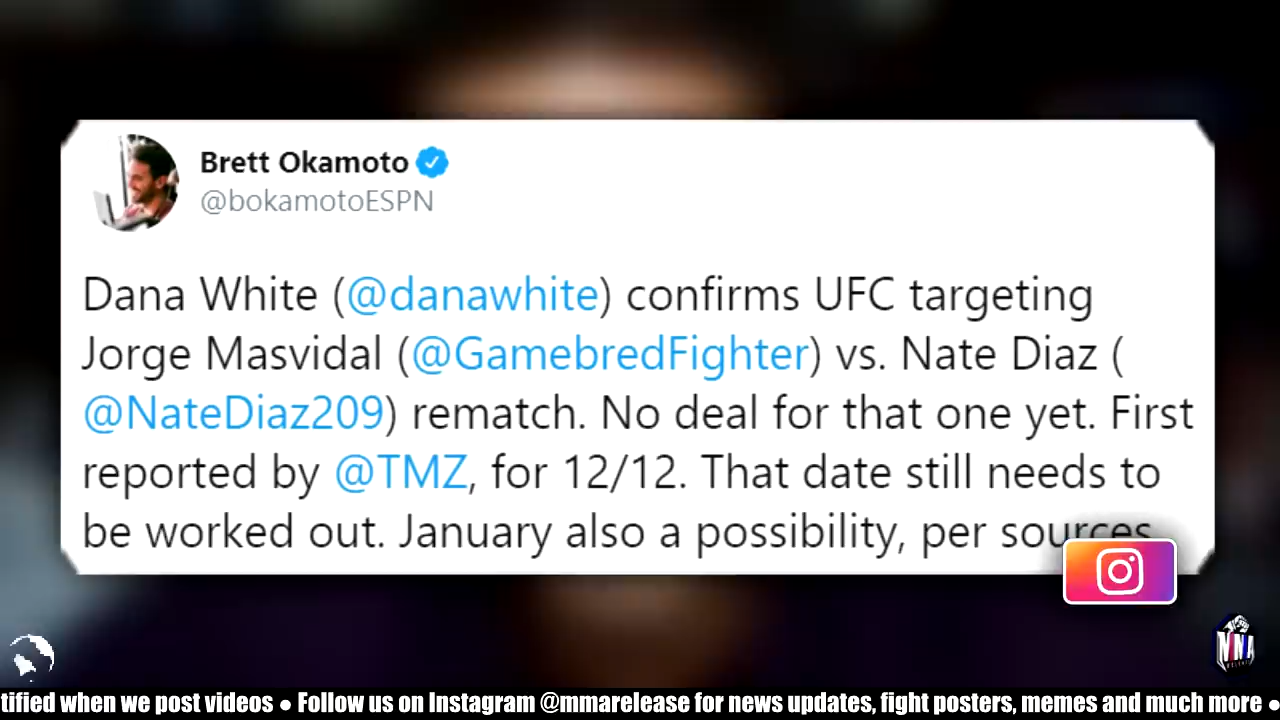 Brett Okamoto
@bokamotoESPN
Dana White (@danawhite) confirms UFC targeting
Jorge Masvidal (@GamebredFighter) vs. Nate Diaz (
@NateDiaz209) rematch. No deal for that one yet. First
reported by @TMZ, for 12/12. That date still needs to
be worked out. January also a possibility, per sources
MMA
tified when we post videos ● Follow us on Instagram @mmarelease for news updates, fight posters, memes and much more ●